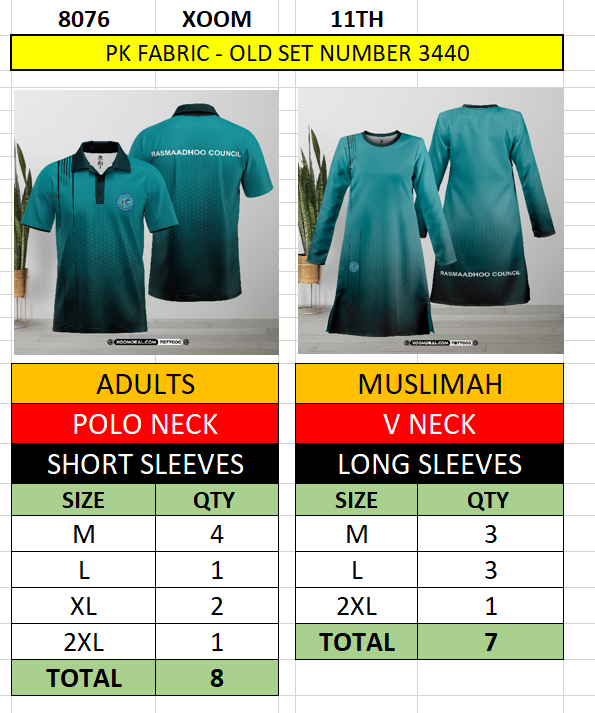 8076 XOOM 11TH
PK FABRIC - OLD SET NUMBER 3440
RASMAADHOO COUNCIL
RASMAADHOO COUNCIL
XOOMDEAL.COM 7977000
XOOMDEAL.COM 7977000
ADULTS MUSLIMAH
POLO NECK V NECK
SHORT SLEEVES LONG SLEEVES
SIZE QTY SIZE QTY
M 4 M 3
L 1 L 3
XL 2 2XL 1
2XL 1 TOTAL 7
TOTAL 8